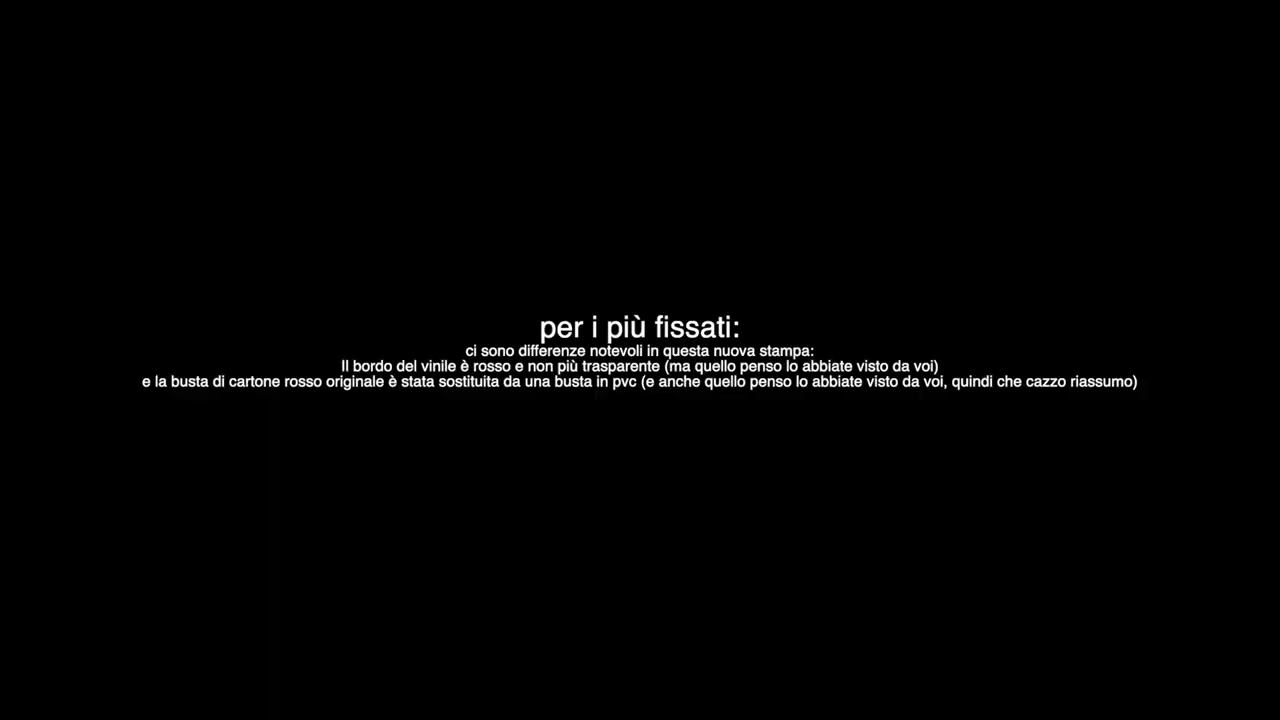 per i più fissati:
ci sono differenze notevoli in questa nuova stampa:
Il bordo del vinile è rosso e non più trasparente (ma quello penso lo abbiate visto da voi)
e la busta di cartone rosso originale è stata sostituita da una busta in pvc (e anche quello penso lo abbiate visto da voi, quindi che cazzo riassumo)